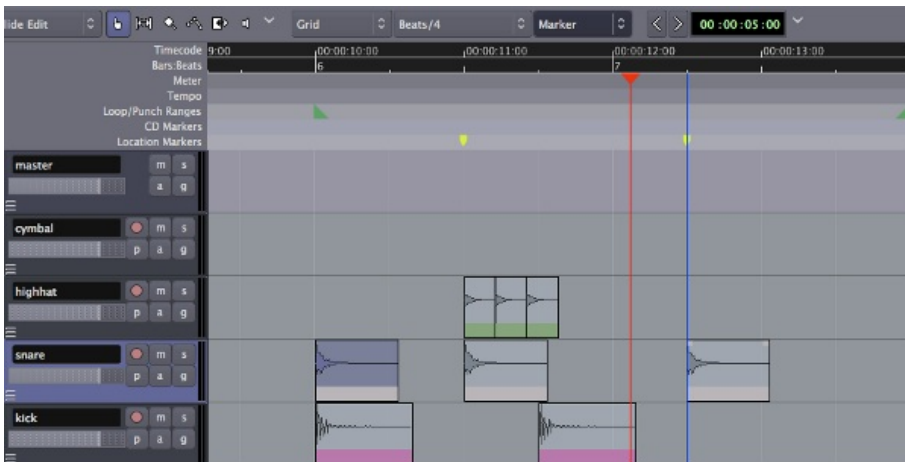 lide Edit Grid Beats/4 Marker 00:00:05:00
Timecode 9:00 00:00:10:00 00:00:11:00 00:00:12:00 00:00:13:00
Bars:Beats 6 7
Meter
Tempo
Loop/Punch Ranges
CD Markers
Location Markers
master m s
a g
cymbal m s
p a g
highhat m s
p a g
snare m s
p a g
kick m s
p a g